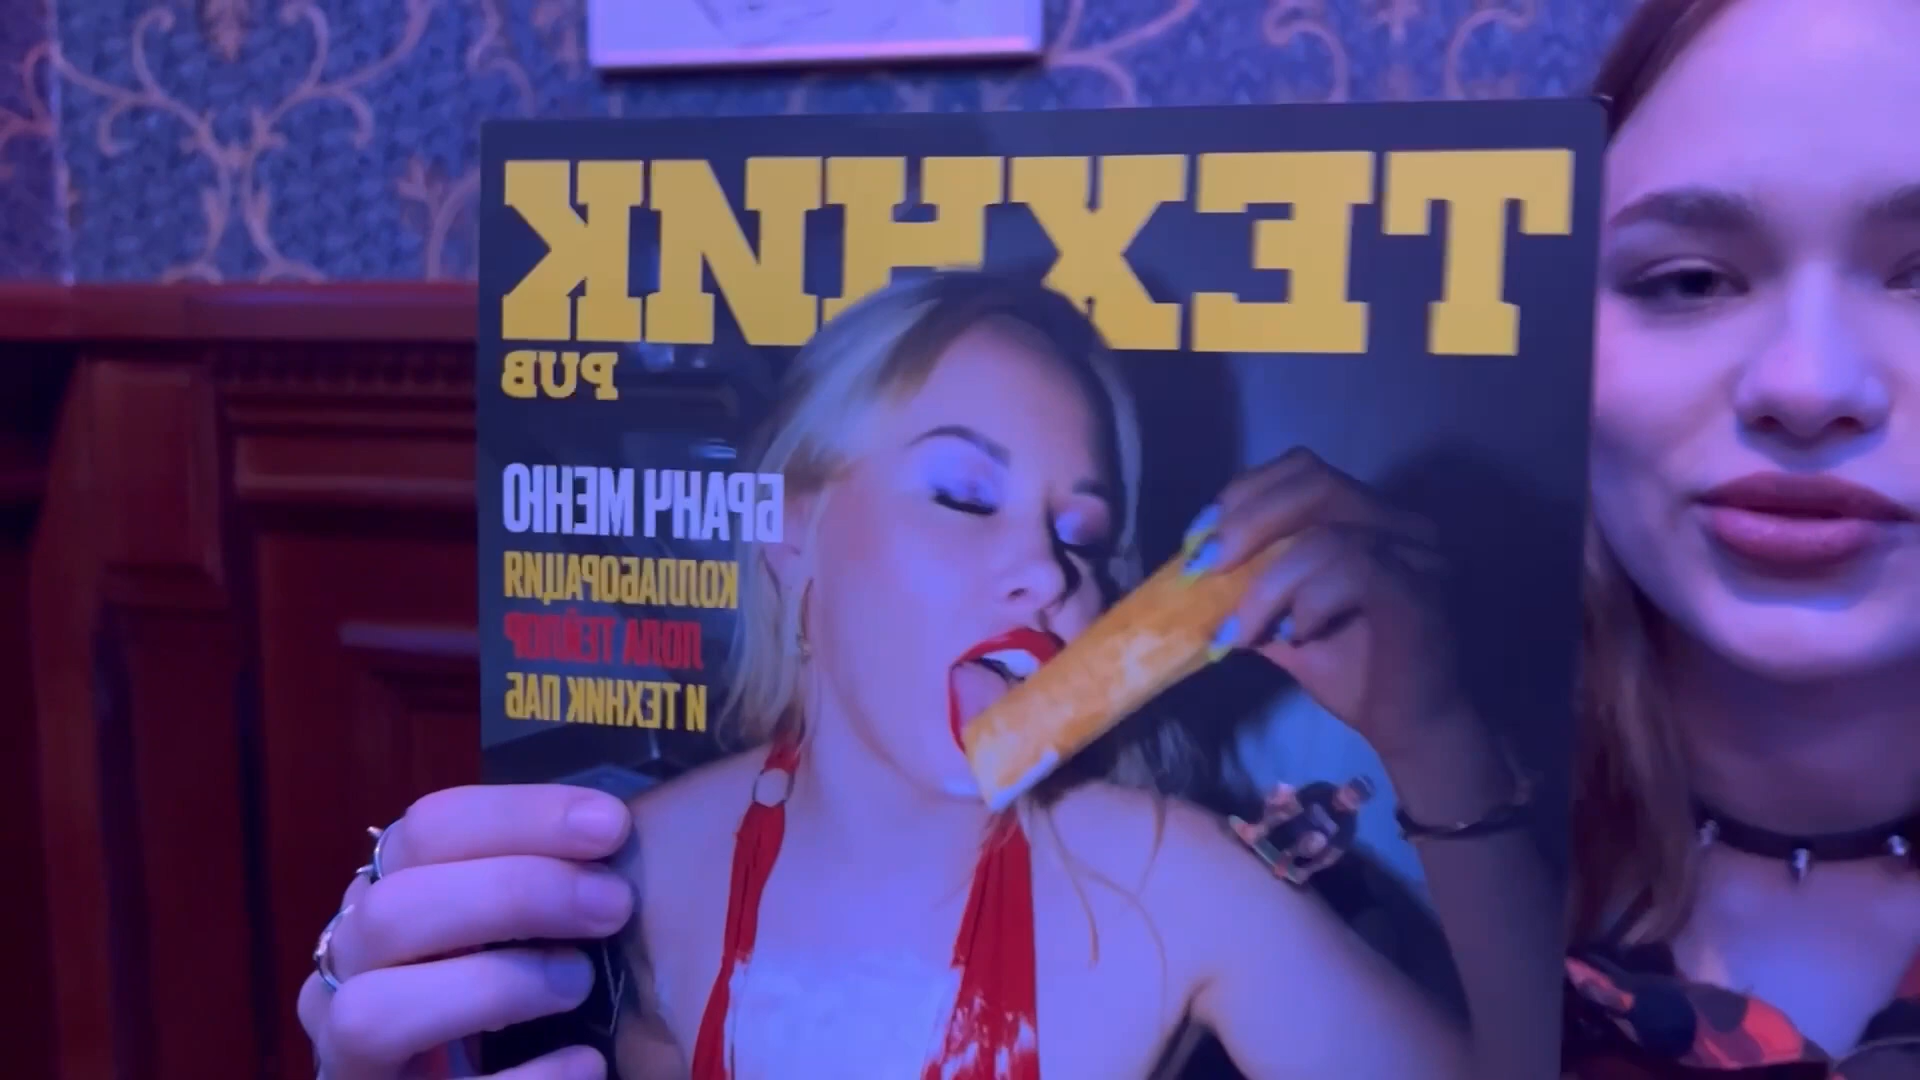 ТЕХНИК
PUB
БРАНЧ МЕНЮ
КОЛЛАБОРАЦИЯ
ЛОЛА ТЕЙЛОР
И ТЕХНИК ПАБ